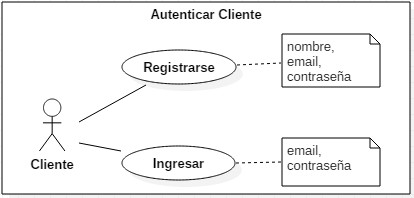 Autenticar Cliente
Registrarse
nombre,
email,
contraseña
Cliente
Ingresar
email,
contraseña